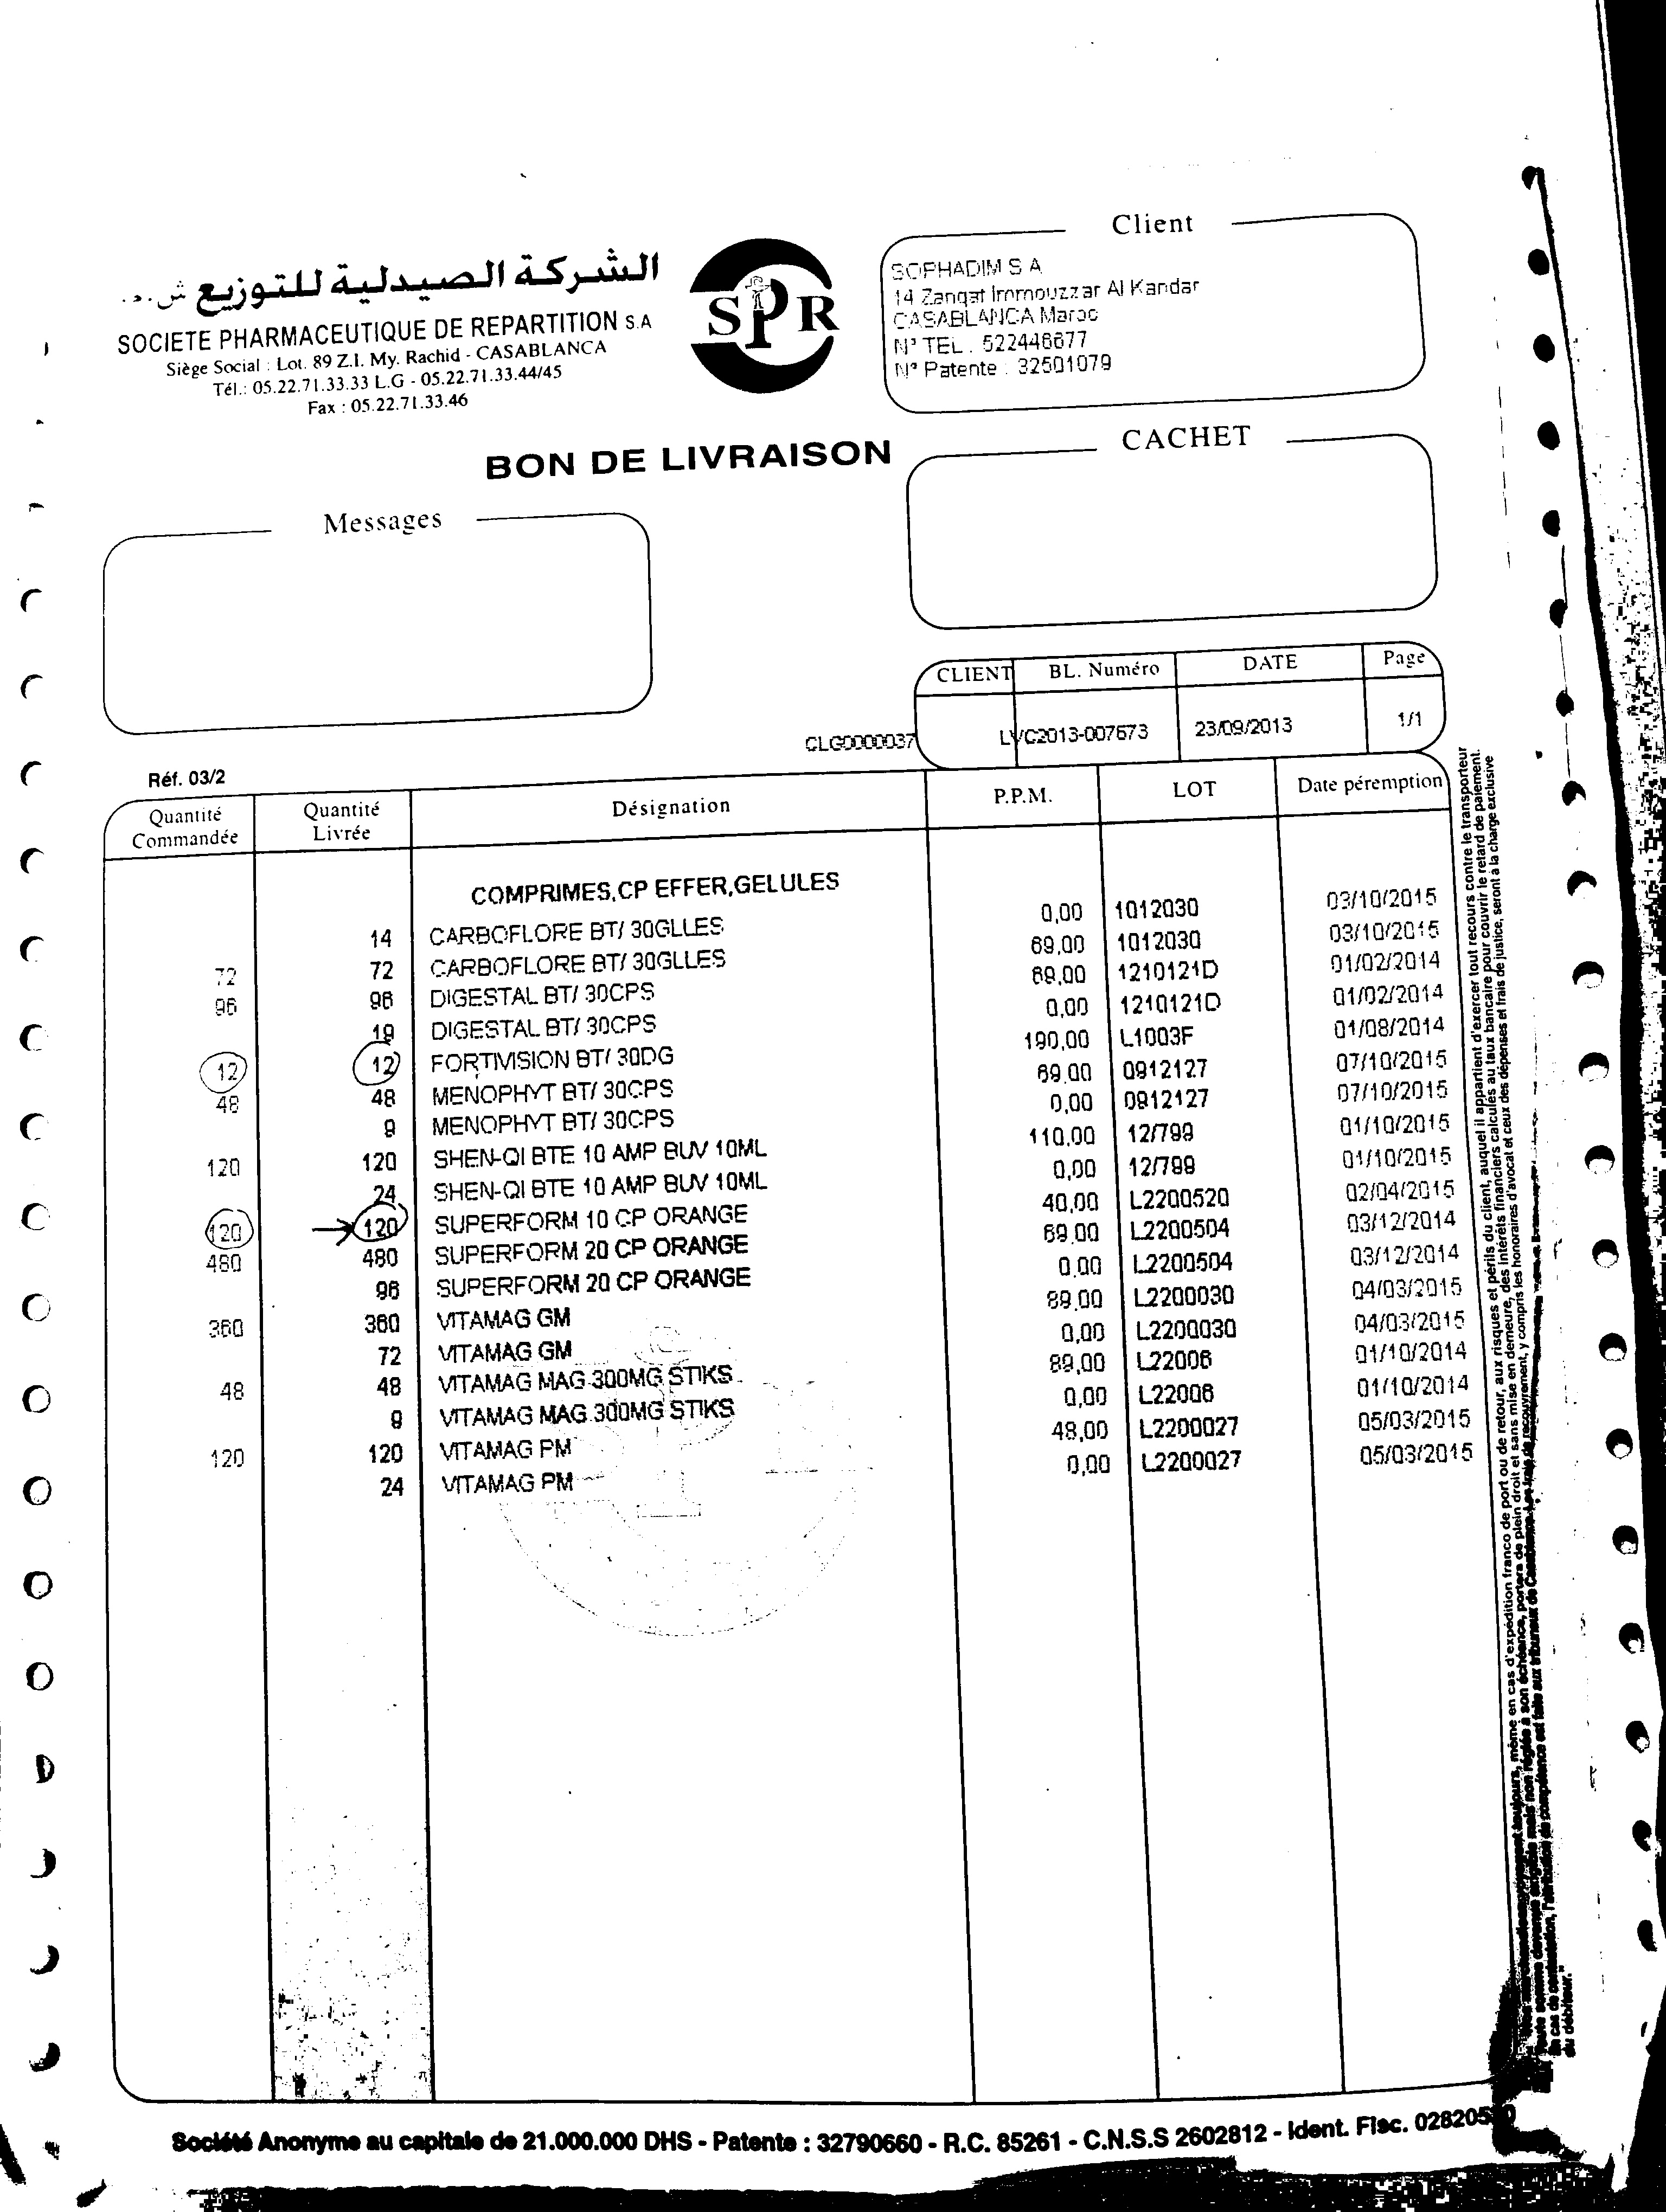 Client
الشركة الصيدلية للتوزيع ش.م.
SOCIETE PHARMACEUTIQUE DE REPARTITION S.A
Siège Social : Lot. 89 Z.I. My. Rachid - CASABLANCA
Tél.: 05.22.71.33.33 L.G - 05.22.71.33.44/45
Fax : 05.22.71.33.46
SPR
SOPHADIM S A
14 Zanqat Immouzzar Al Kandar
CASABLANCA Maroc
N° TEL . 522448677
N° Patente : 32501079
BON DE LIVRAISON
CACHET
Messages
CLIENT BL. Numéro DATE Page
CLG0000037 LVC2013-007673 23/09/2013 1/1
Réf. 03/2
Quantité Commandée Quantité Livrée Désignation P.P.M. LOT Date péremption
COMPRIMES,CP EFFER,GELULES
14 CARBOFLORE BT/ 30GLLES 0,00 1012030 03/10/2015
72 72 CARBOFLORE BT/ 30GLLES 69,00 1012030 03/10/2015
96 96 DIGESTAL BT/ 30CPS 69,00 1210121D 01/02/2014
19 DIGESTAL BT/ 30CPS 0,00 1210121D 01/02/2014
12 12 FORTIVISION BT/ 30DG 190,00 L1003F 01/08/2014
48 48 MENOPHYT BT/ 30CPS 69,00 0912127 07/10/2015
9 MENOPHYT BT/ 30CPS 0,00 0912127 07/10/2015
120 120 SHEN-QI BTE 10 AMP BUV 10ML 110,00 12/799 01/10/2015
24 SHEN-QI BTE 10 AMP BUV 10ML 0,00 12/799 01/10/2015
120 120 SUPERFORM 10 CP ORANGE 40,00 L2200520 02/04/2015
480 480 SUPERFORM 20 CP ORANGE 69,00 L2200504 03/12/2014
96 SUPERFORM 20 CP ORANGE 0,00 L2200504 03/12/2014
360 360 VITAMAG GM 89,00 L2200030 04/03/2015
72 VITAMAG GM 0,00 L2200030 04/03/2015
48 48 VITAMAG MAG 300MG STIKS 89,00 L22006 01/10/2014
9 VITAMAG MAG 300MG STIKS 0,00 L22006 01/10/2014
120 120 VITAMAG PM 48,00 L2200027 05/03/2015
24 VITAMAG PM 0,00 L2200027 05/03/2015
toujours, même en cas d'expédition franco de port ou de retour, aux risques et périls du client, auquel il appartient d'exercer tout recours contre le transporteur
Toute somme devenue exigible mais non réglée à son échéance, portera de plein droit et sans mise en demeure, des intérêts financiers calculés au taux bancaire pour couvrir le retard de paiement.
En cas de contestation, l'attribution de compétence est faite aux tribunaux de Casablanca. Les frais de recouvrement, y compris les honoraires d'avocat et ceux des dépenses et frais de justice, seront à la charge exclusive
du débiteur."
Société Anonyme au capitale de 21.000.000 DHS - Patente : 32790660 - R.C. 85261 - C.N.S.S 2602812 - Ident. Fisc.